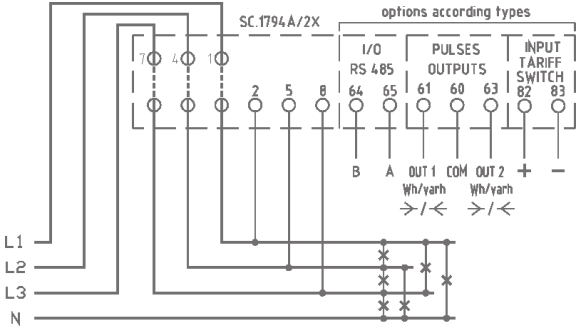 options according types
SC.1794A/2X
I/O
RS 485
PULSES
OUTPUTS
INPUT
TARIFF
SWITCH
7 4 1
2 5 8 64 65 61 60 63 82 83
B A OUT 1 COM OUT 2 + −
Wh/varh Wh/varh
L1
L2
L3
N